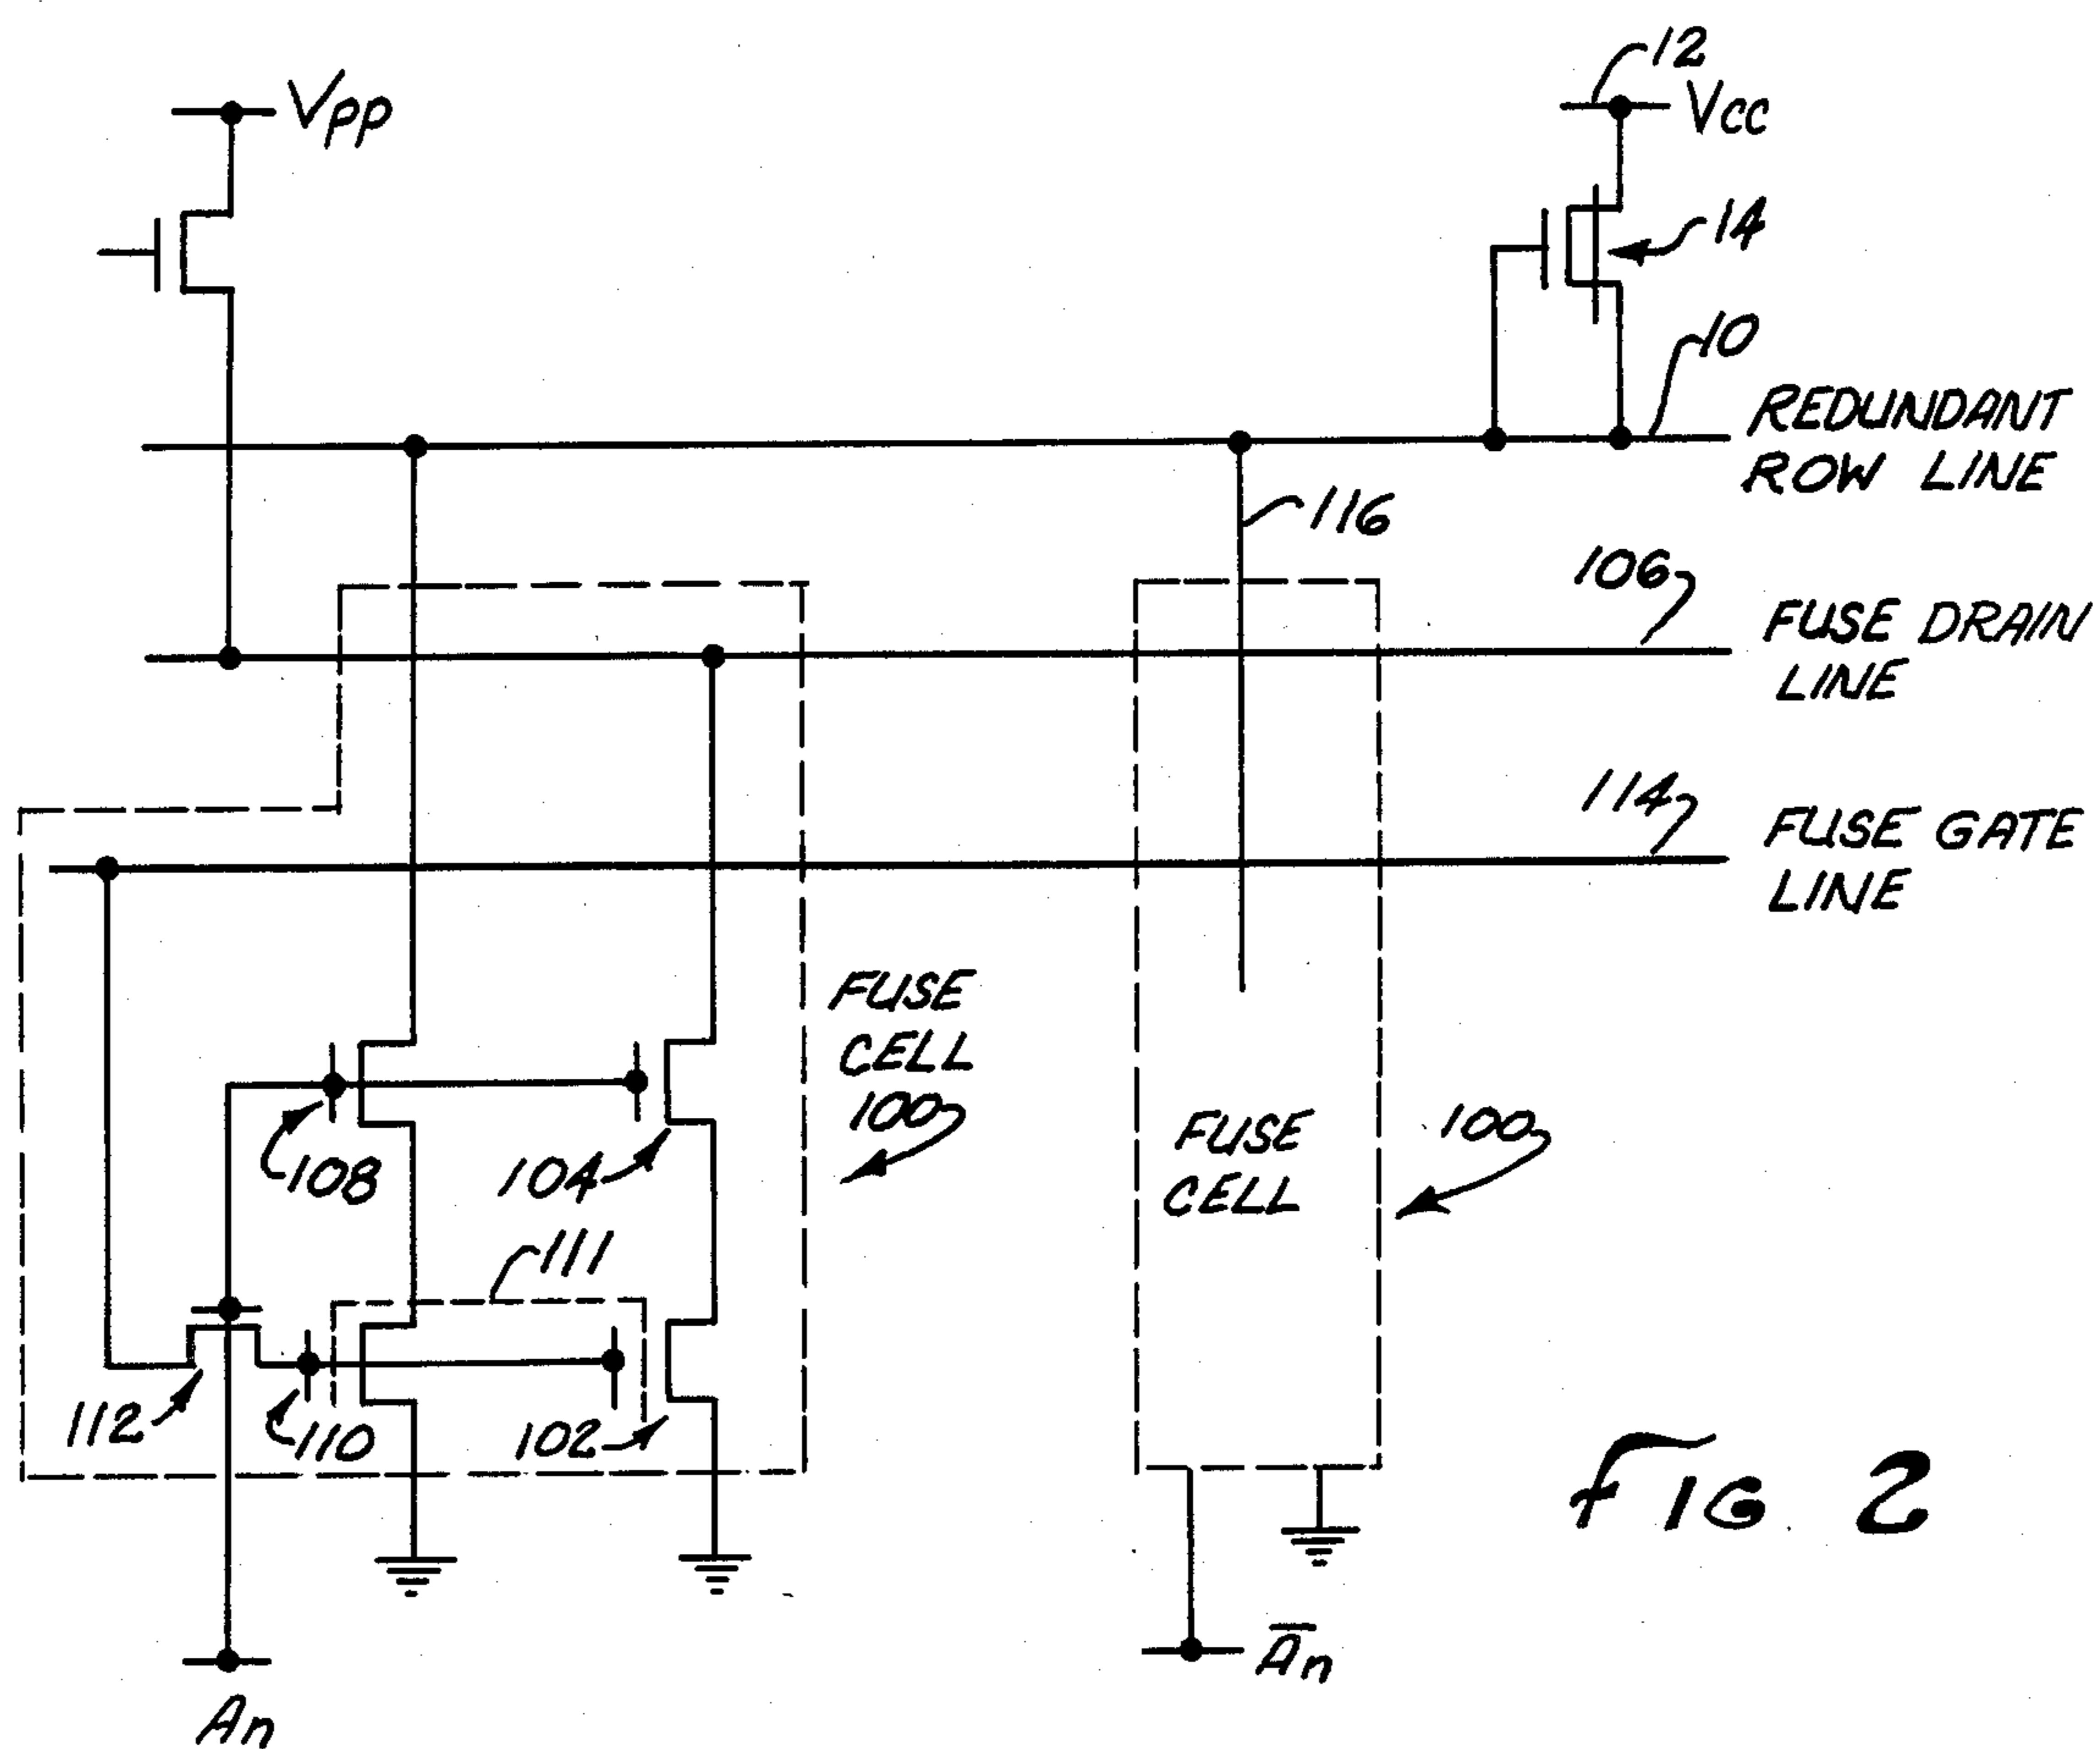 12
Vpp
Vcc
14
10
REDUNDANT
ROW LINE
116
106
FUSE DRAIN
LINE
114
FUSE GATE
LINE
FUSE
CELL
100
108
104
FUSE
CELL
100
111
112
110
102
FIG. 2
An
A̅n